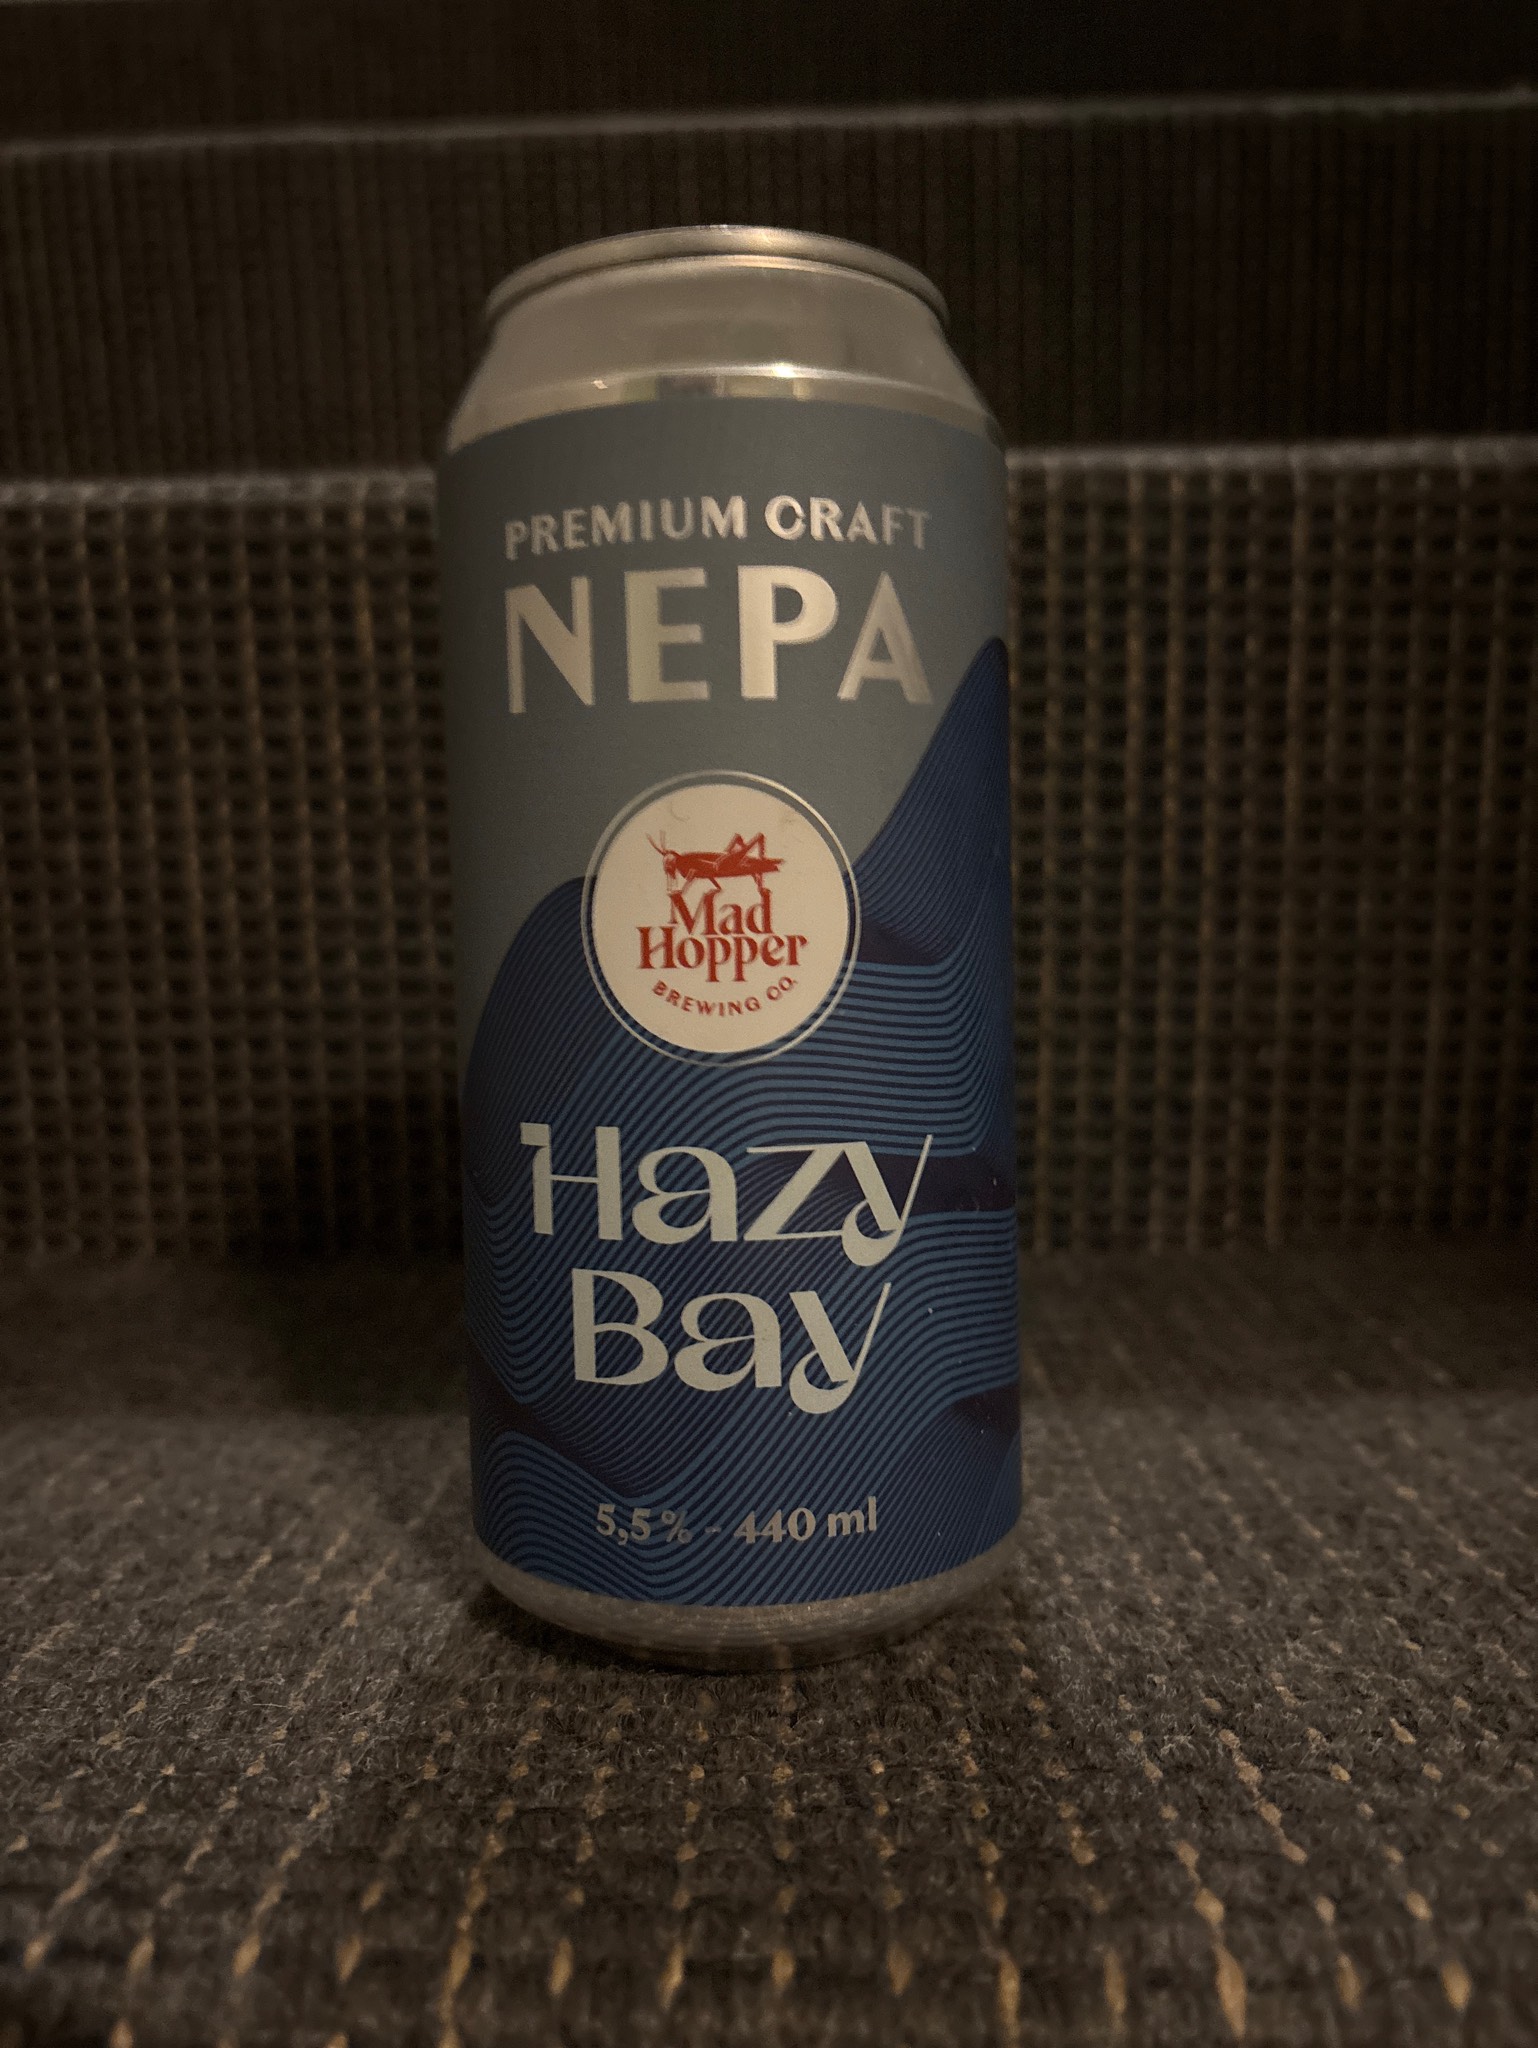 PREMIUM CRAFT
NEPA
Mad
Hopper
BREWING CO.
Hazy
Bay
5,5% - 440 ml